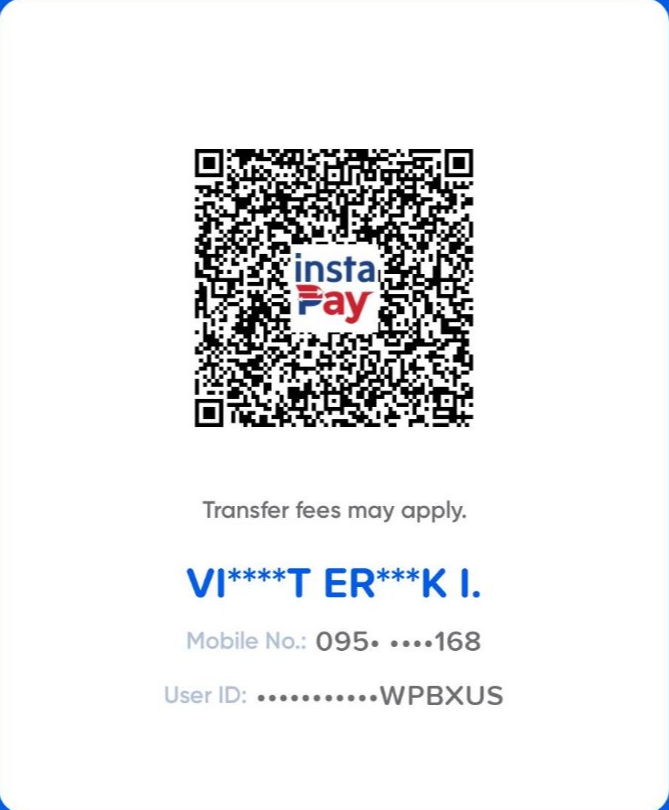 insta
Pay
Transfer fees may apply.
VI****T ER***K I.
Mobile No.: 095• ••••168
User ID: •••••••••••WPBXUS